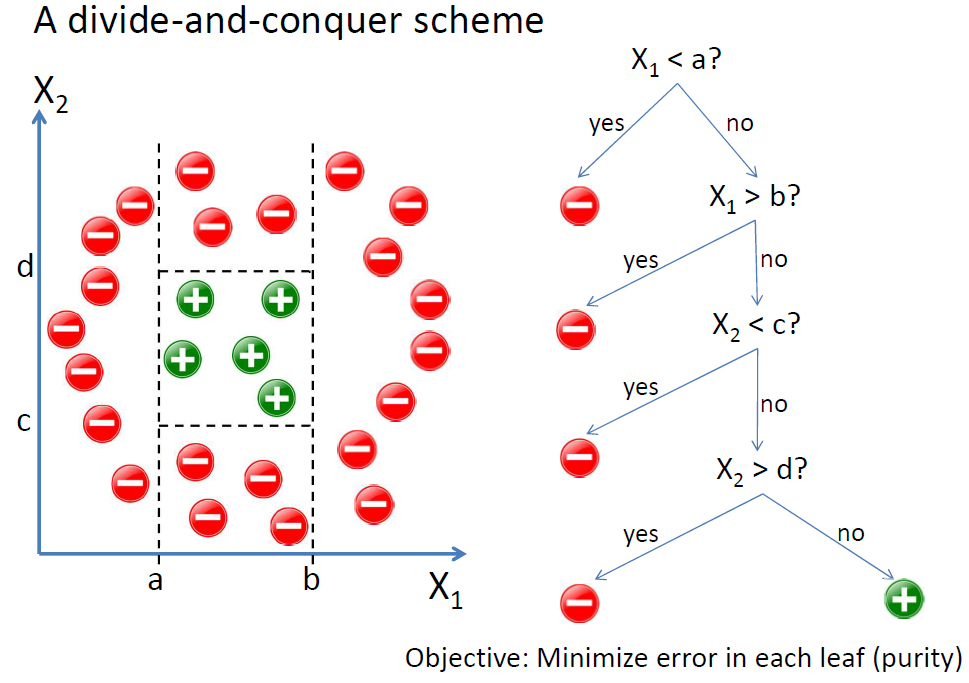 A divide-and-conquer scheme
X₂
d
c
a
b
X₁
X₁ < a?
yes
no
X₁ > b?
yes
no
X₂ < c?
yes
no
X₂ > d?
yes
no
Objective: Minimize error in each leaf (purity)